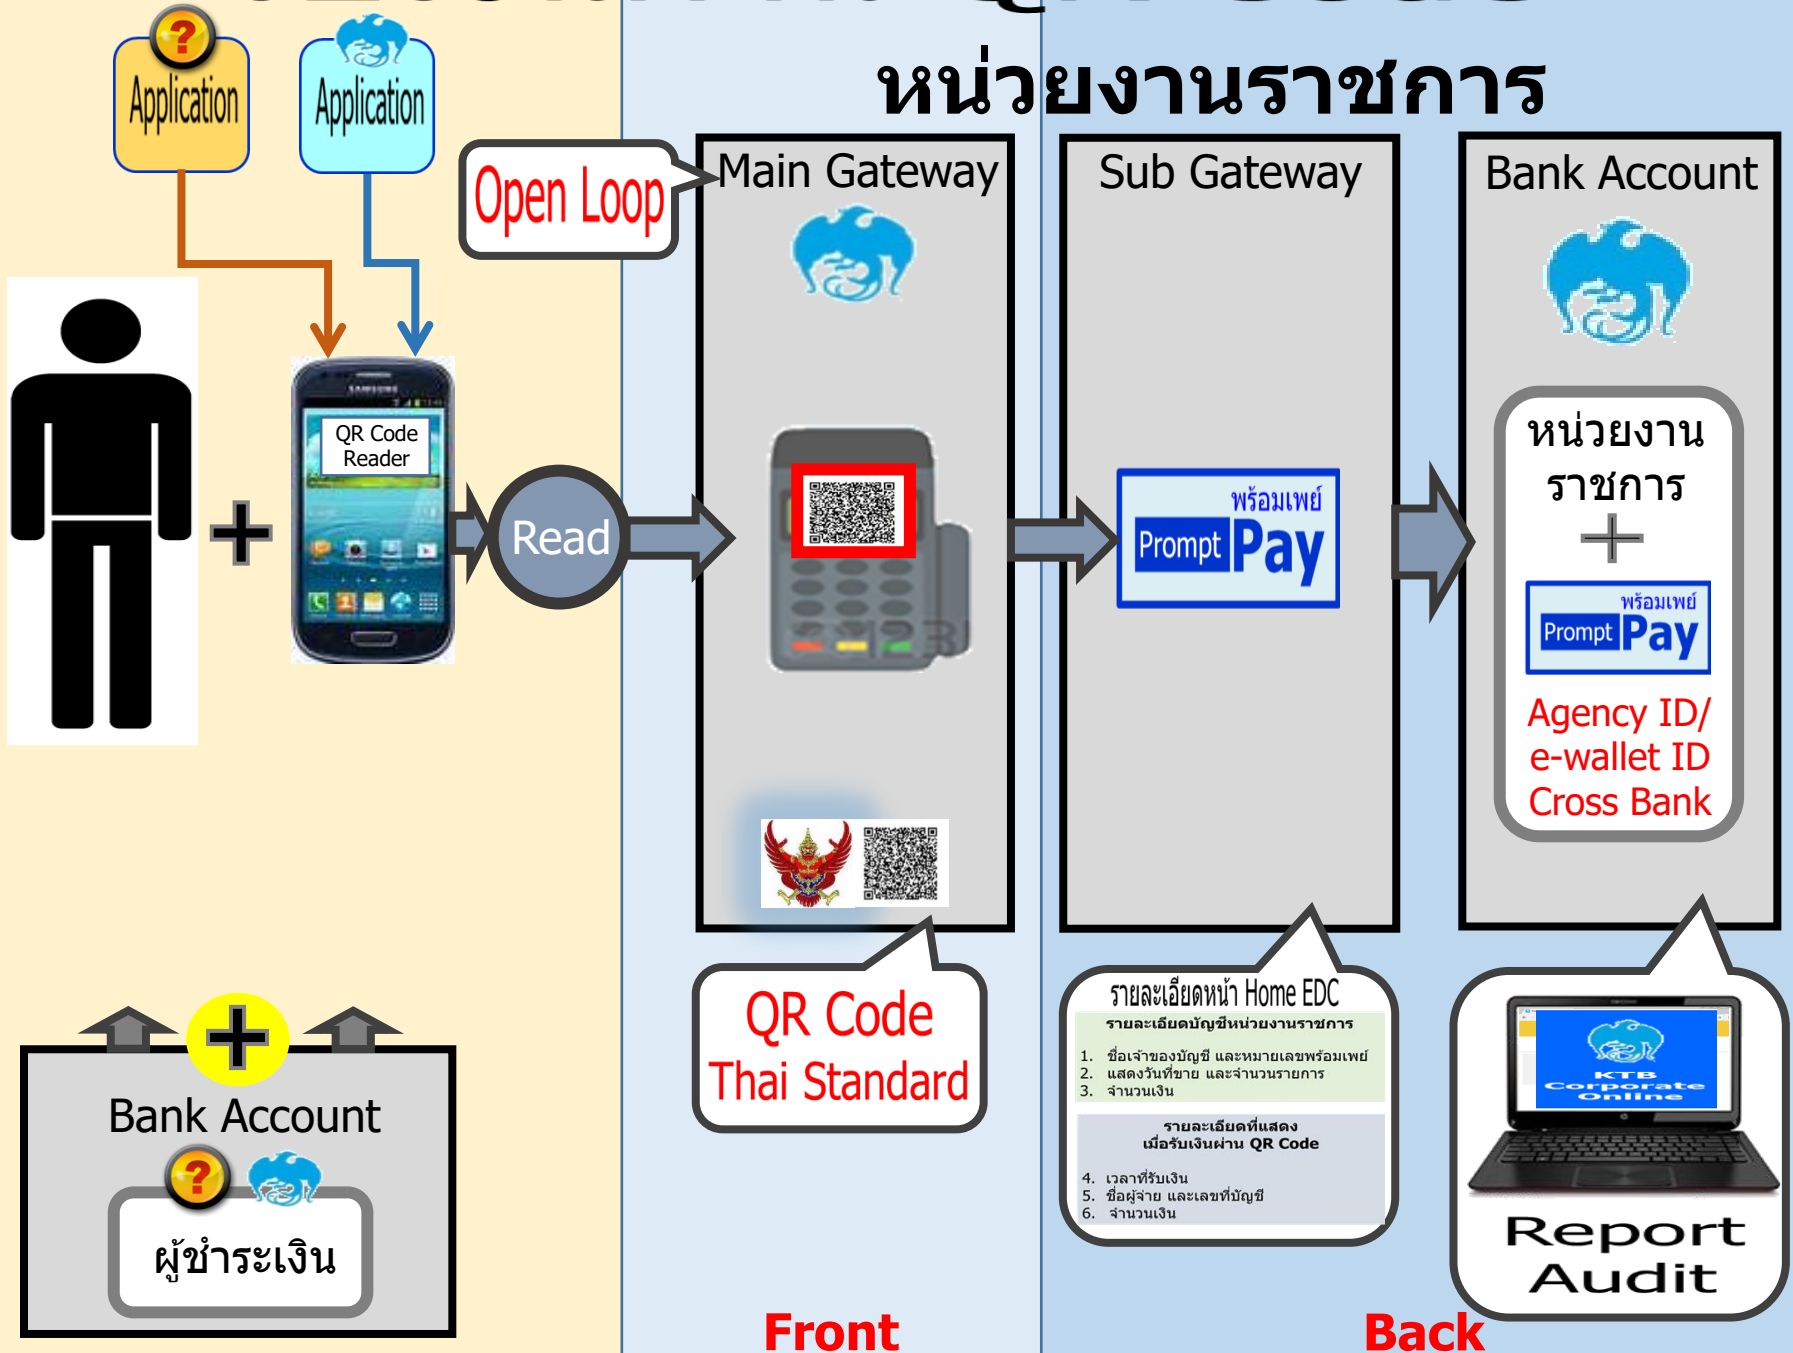 QR Code
หน่วยงานราชการ
Application
Application
Open Loop
Main Gateway
Sub Gateway
Bank Account
SAMSUNG
QR Code
Reader
Read
พร้อมเพย์
Prompt Pay
หน่วยงาน
ราชการ
พร้อมเพย์
Prompt Pay
Agency ID/
e-wallet ID
Cross Bank
QR Code
Thai Standard
รายละเอียดหน้า Home EDC
รายละเอียดบัญชีหน่วยงานราชการ
1. ชื่อเจ้าของบัญชี และหมายเลขพร้อมเพย์
2. แสดงวันที่ขาย และจำนวนรายการ
3. จำนวนเงิน
รายละเอียดที่แสดง
เมื่อรับเงินผ่าน QR Code
4. เวลาที่รับเงิน
5. ชื่อผู้จ่าย และเลขที่บัญชี
6. จำนวนเงิน
KTB
Corporate
Online
Report
Audit
Bank Account
ผู้ชำระเงิน
Front
Back